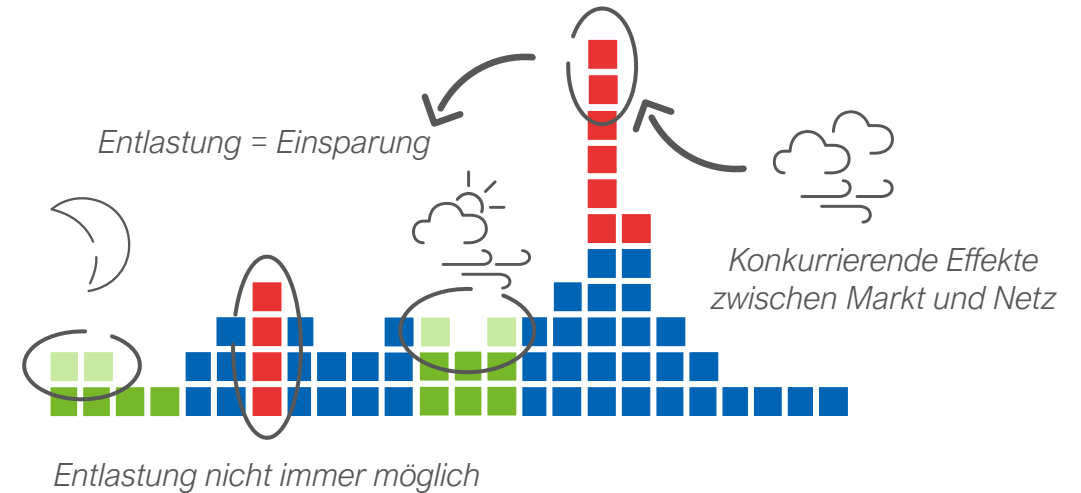 Entlastung = Einsparung
Konkurrierende Effekte
zwischen Markt und Netz
Entlastung nicht immer möglich